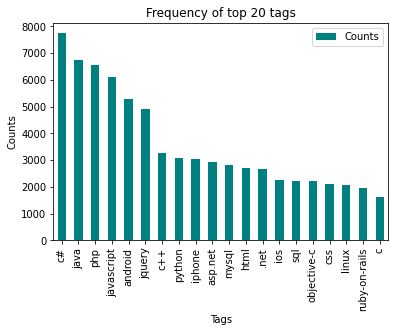 Frequency of top 20 tags
Counts
8000
7000
6000
5000
4000
3000
2000
1000
0
Counts
c#
java
php
javascript
android
jquery
c++
python
iphone
asp.net
mysql
html
.net
ios
sql
objective-c
css
linux
ruby-on-rails
c
Tags